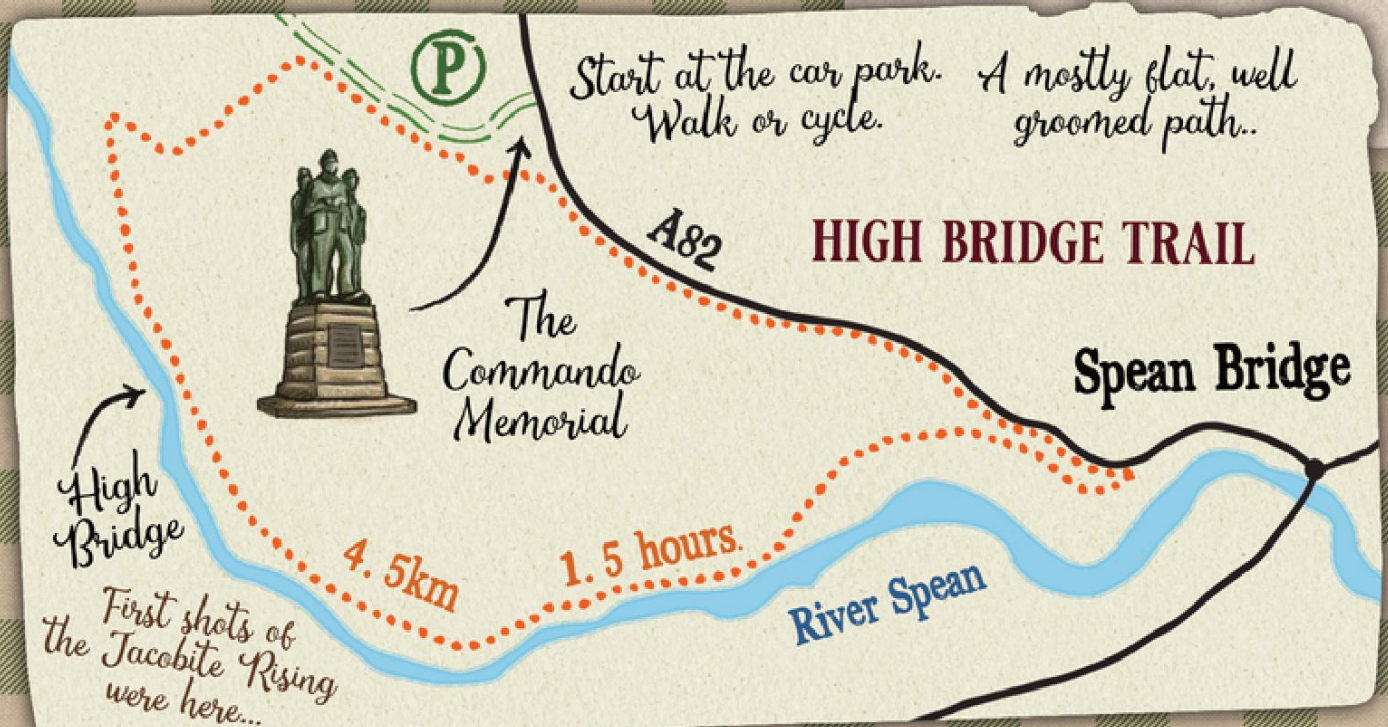 P
Start at the car park.
Walk or cycle.
A mostly flat, well
groomed path..
A82
HIGH BRIDGE TRAIL
The
Commando
Memorial
Spean Bridge
High
Bridge
4. 5km
1. 5 hours.
River Spean
First shots of
the Jacobite Rising
were here...